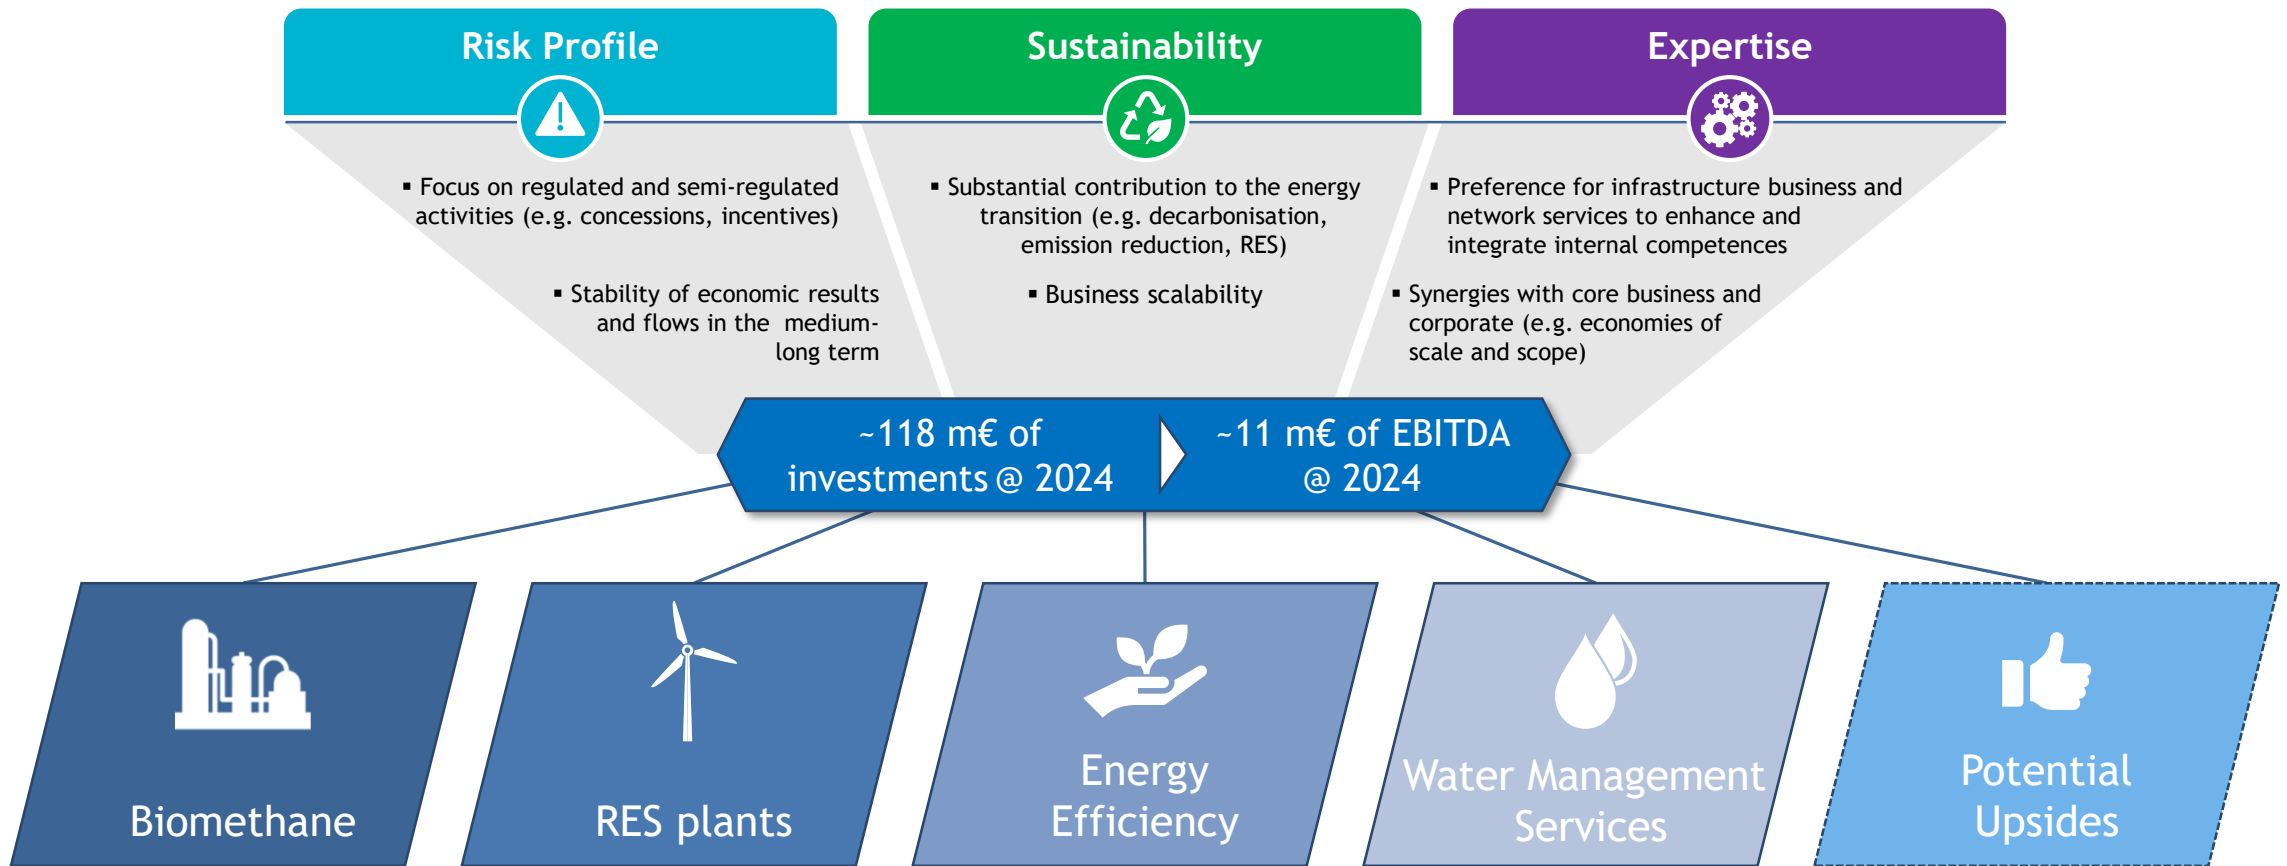 Risk Profile
Sustainability
Expertise
▪ Focus on regulated and semi-regulated
activities (e.g. concessions, incentives)
▪ Stability of economic results
and flows in the medium-
long term
▪ Substantial contribution to the energy
transition (e.g. decarbonisation,
emission reduction, RES)
▪ Business scalability
▪ Preference for infrastructure business and
network services to enhance and
integrate internal competences
▪ Synergies with core business and
corporate (e.g. economies of
scale and scope)
~118 m€ of
investments @ 2024
~11 m€ of EBITDA
@ 2024
Biomethane
RES plants
Energy
Efficiency
Water Management
Services
Potential
Upsides